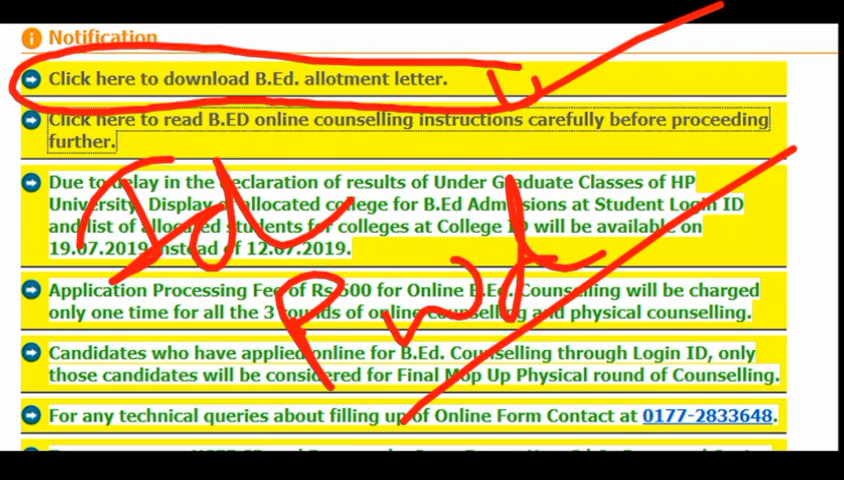 Notification
Click here to download B.Ed. allotment letter.
Click here to read B.ED online counselling instructions carefully before proceeding
further.
Due to delay in the declaration of results of Under Graduate Classes of HP
University, Display of allocated college for B.Ed Admissions at Student Login ID
and list of allocated students for colleges at College ID will be available on
19.07.2019 instead of 12.07.2019.
Application Processing Fee of Rs 500 for Online B.Ed. Counselling will be charged
only one time for all the 3 rounds of online counselling and physical counselling.
Candidates who have applied online for B.Ed. Counselling through Login ID, only
those candidates will be considered for Final Mop Up Physical round of Counselling.
For any technical queries about filling up of Online Form Contact at 0177-2833648.